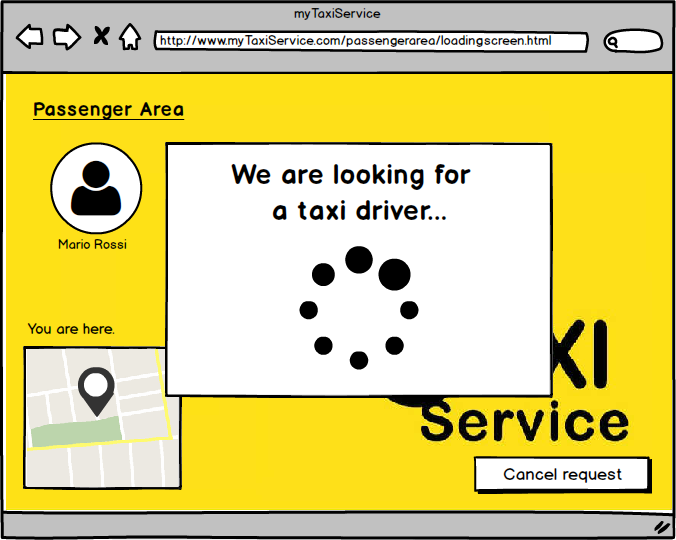 myTaxiService
http://www.myTaxiService.com/passengerarea/loadingscreen.html
Passenger Area
We are looking for
a taxi driver...
Mario Rossi
You are here.
XI
Service
Cancel request